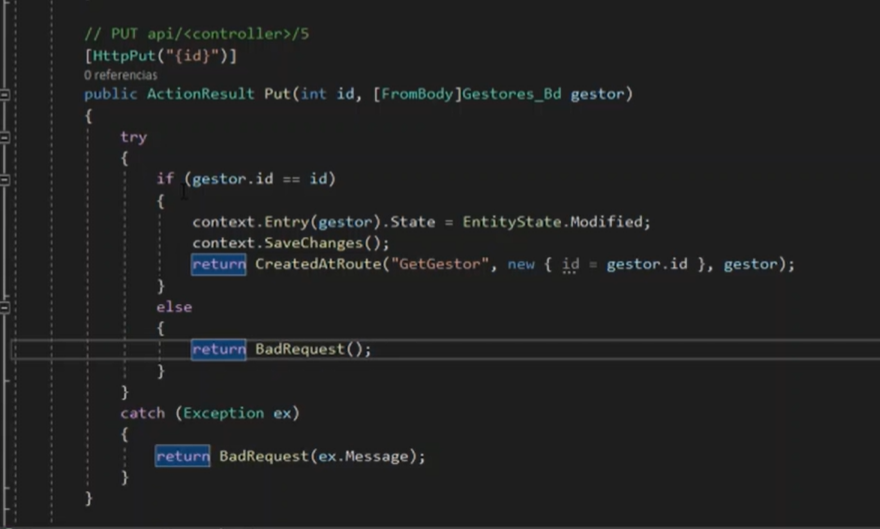 // PUT api/<controller>/5
[HttpPut("{id}")]
0 referencias
public ActionResult Put(int id, [FromBody]Gestores_Bd gestor)
{
try
{
if (gestor.id == id)
{
context.Entry(gestor).State = EntityState.Modified;
context.SaveChanges();
return CreatedAtRoute("GetGestor", new { id = gestor.id }, gestor);
}
else
{
return BadRequest();
}
}
catch (Exception ex)
{
return BadRequest(ex.Message);
}
}